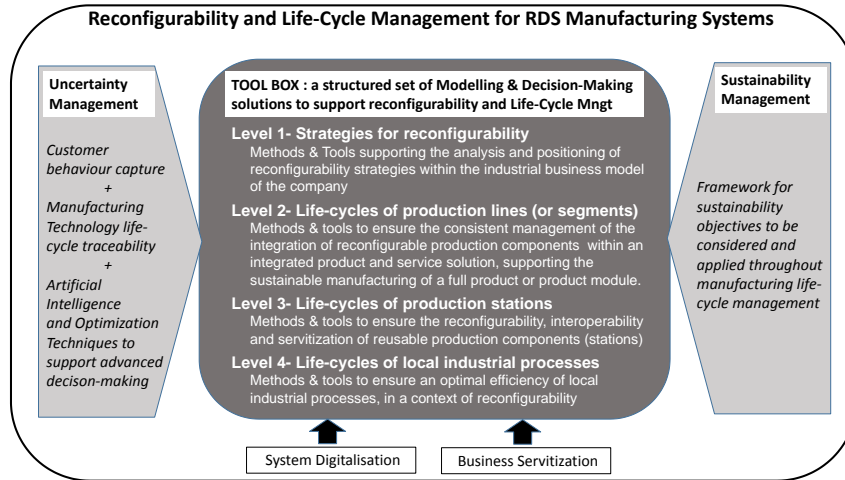 Reconfigurability and Life-Cycle Management for RDS Manufacturing Systems
Uncertainty
Management
Customer
behaviour capture
+
Manufacturing
Technology life-
cycle traceability
+
Artificial
Intelligence
and Optimization
Techniques to
support advanced
decison-making
TOOL BOX : a structured set of Modelling & Decision-Making
solutions to support reconfigurability and Life-Cycle Mngt
Level 1- Strategies for reconfigurability
Methods & Tools supporting the analysis and positioning of
reconfigurability strategies within the industrial business model
of the company
Level 2- Life-cycles of production lines (or segments)
Methods & tools to ensure the consistent management of the
integration of reconfigurable production components within an
integrated product and service solution, supporting the
sustainable manufacturing of a full product or product module.
Level 3- Life-cycles of production stations
Methods & tools to ensure the reconfigurability, interoperability
and servitization of reusable production components (stations)
Level 4- Life-cycles of local industrial processes
Methods & tools to ensure an optimal efficiency of local
industrial processes, in a context of reconfigurability
Sustainability
Management
Framework for
sustainability
objectives to be
considered and
applied throughout
manufacturing life-
cycle management
System Digitalisation
Business Servitization